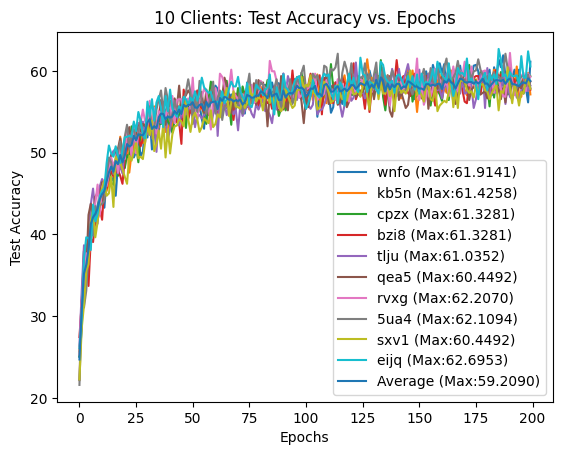 10 Clients: Test Accuracy vs. Epochs
Test Accuracy
60
50
40
30
20
wnfo (Max:61.9141)
kb5n (Max:61.4258)
cpzx (Max:61.3281)
bzi8 (Max:61.3281)
tlju (Max:61.0352)
qea5 (Max:60.4492)
rvxg (Max:62.2070)
5ua4 (Max:62.1094)
sxv1 (Max:60.4492)
eijq (Max:62.6953)
Average (Max:59.2090)
0 25 50 75 100 125 150 175 200
Epochs